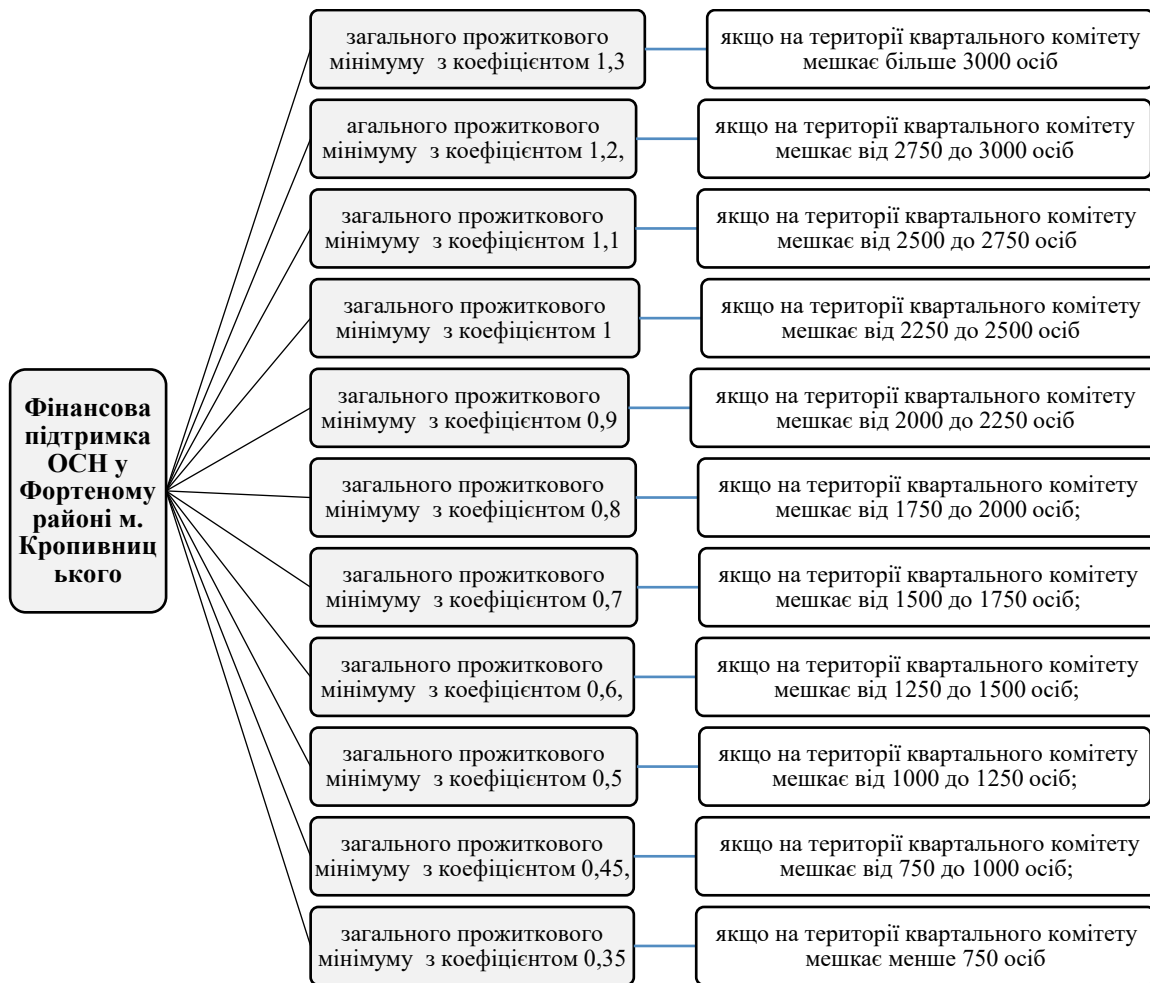 Фінансова
підтримка
ОСН у
Фортеному
районі м.
Кропивниц
ького
загального прожиткового
мінімуму з коефіцієнтом 1,3
якщо на території квартального комітету
мешкає більше 3000 осіб
агального прожиткового
мінімуму з коефіцієнтом 1,2,
якщо на території квартального комітету
мешкає від 2750 до 3000 осіб
загального прожиткового
мінімуму з коефіцієнтом 1,1
якщо на території квартального комітету
мешкає від 2500 до 2750 осіб
загального прожиткового
мінімуму з коефіцієнтом 1
якщо на території квартального комітету
мешкає від 2250 до 2500 осіб
загального прожиткового
мінімуму з коефіцієнтом 0,9
якщо на території квартального комітету
мешкає від 2000 до 2250 осіб
загального прожиткового
мінімуму з коефіцієнтом 0,8
якщо на території квартального комітету
мешкає від 1750 до 2000 осіб;
загального прожиткового
мінімуму з коефіцієнтом 0,7
якщо на території квартального комітету
мешкає від 1500 до 1750 осіб;
загального прожиткового
мінімуму з коефіцієнтом 0,6,
якщо на території квартального комітету
мешкає від 1250 до 1500 осіб;
загального прожиткового
мінімуму з коефіцієнтом 0,5
якщо на території квартального комітету
мешкає від 1000 до 1250 осіб;
загального прожиткового
мінімуму з коефіцієнтом 0,45,
якщо на території квартального комітету
мешкає від 750 до 1000 осіб;
загального прожиткового
мінімуму з коефіцієнтом 0,35
якщо на території квартального комітету
мешкає менше 750 осіб